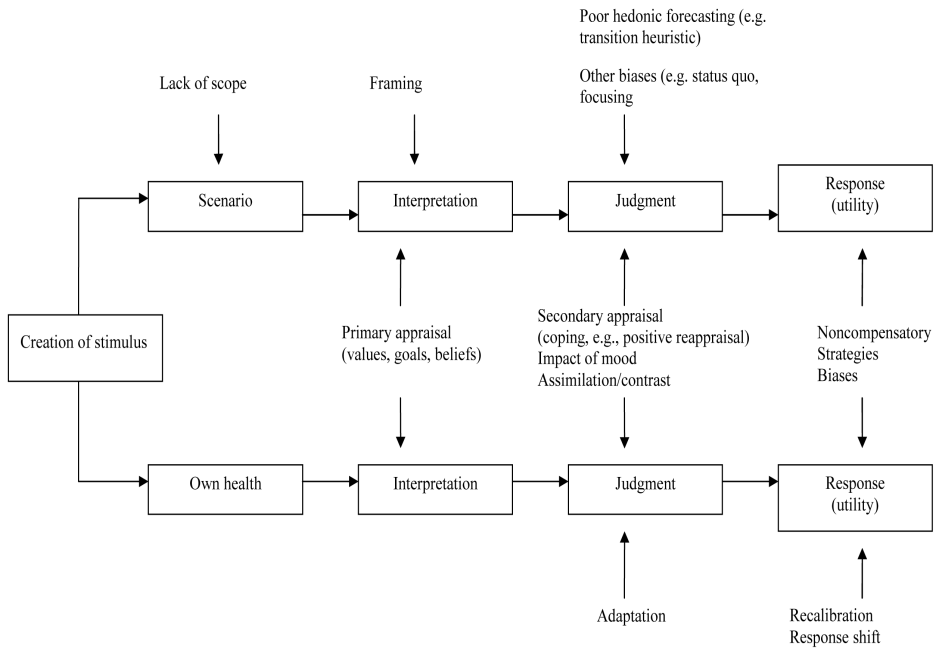 Poor hedonic forecasting (e.g.
transition heuristic)
Other biases (e.g. status quo,
focusing
Lack of scope
Framing
Scenario
Interpretation
Judgment
Response
(utility)
Creation of stimulus
Primary appraisal
(values, goals, beliefs)
Secondary appraisal
(coping, e.g., positive reappraisal)
Impact of mood
Assimilation/contrast
Noncompensatory
Strategies
Biases
Own health
Interpretation
Judgment
Response
(utility)
Adaptation
Recalibration
Response shift